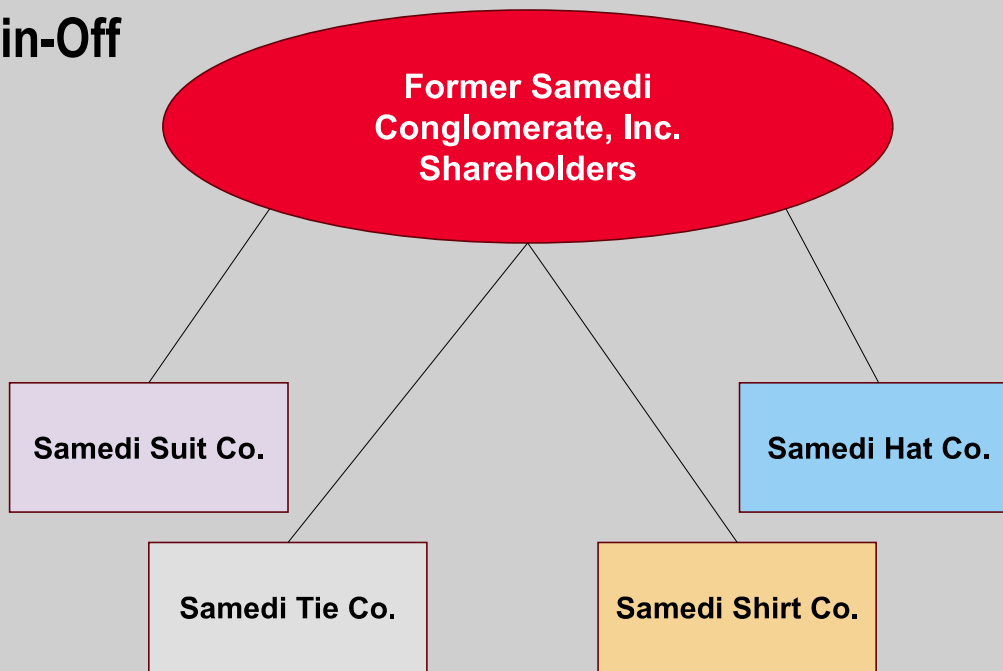 in-Off
Former Samedi
Conglomerate, Inc.
Shareholders
Samedi Suit Co.
Samedi Hat Co.
Samedi Tie Co.
Samedi Shirt Co.